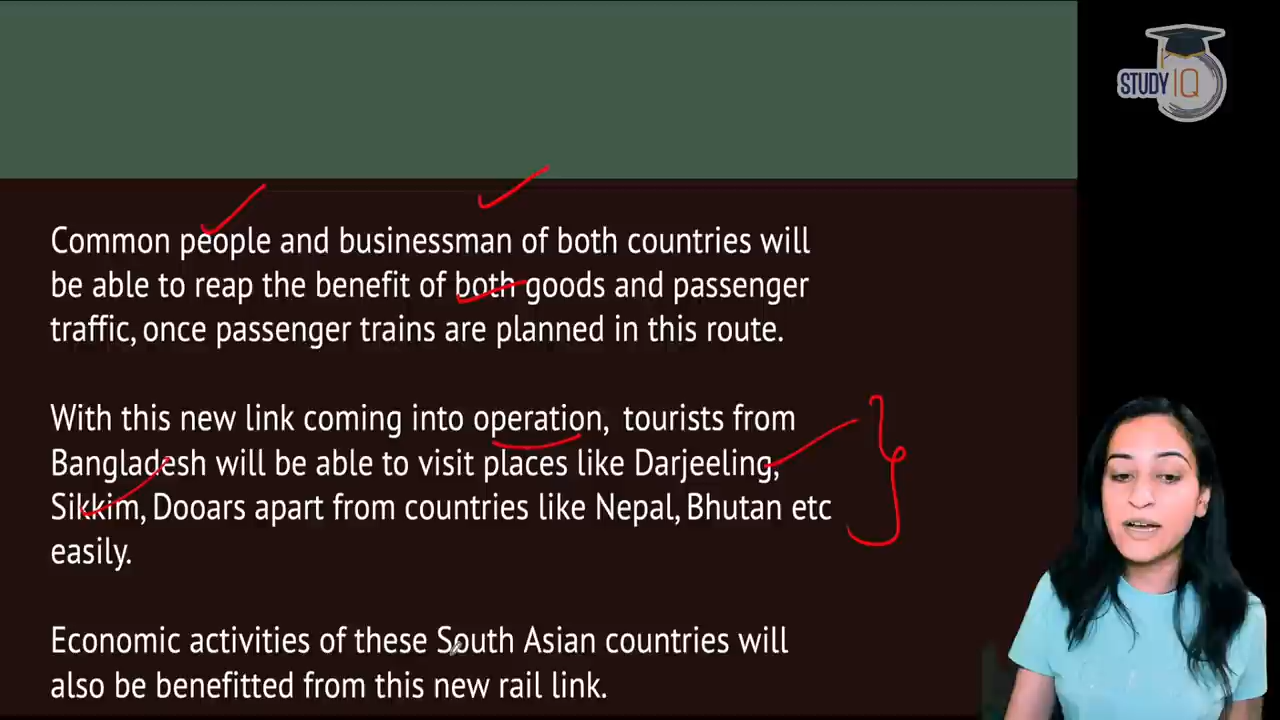 STUDY IQ
Common people and businessman of both countries will
be able to reap the benefit of both goods and passenger
traffic, once passenger trains are planned in this route.
With this new link coming into operation, tourists from
Bangladesh will be able to visit places like Darjeeling,
Sikkim, Dooars apart from countries like Nepal, Bhutan etc
easily.
Economic activities of these South Asian countries will
also be benefitted from this new rail link.